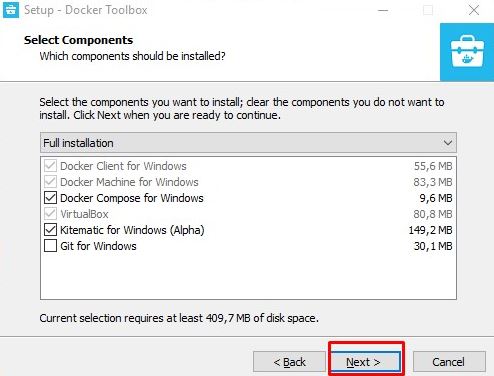 Setup - Docker Toolbox
Select Components
Which components should be installed?
Select the components you want to install; clear the components you do not want to
install. Click Next when you are ready to continue.
Full installation
Docker Client for Windows 55,6 MB
Docker Machine for Windows 83,3 MB
Docker Compose for Windows 9,6 MB
VirtualBox 80,8 MB
Kitematic for Windows (Alpha) 149,2 MB
Git for Windows 30,1 MB
Current selection requires at least 409,7 MB of disk space.
< Back Next > Cancel